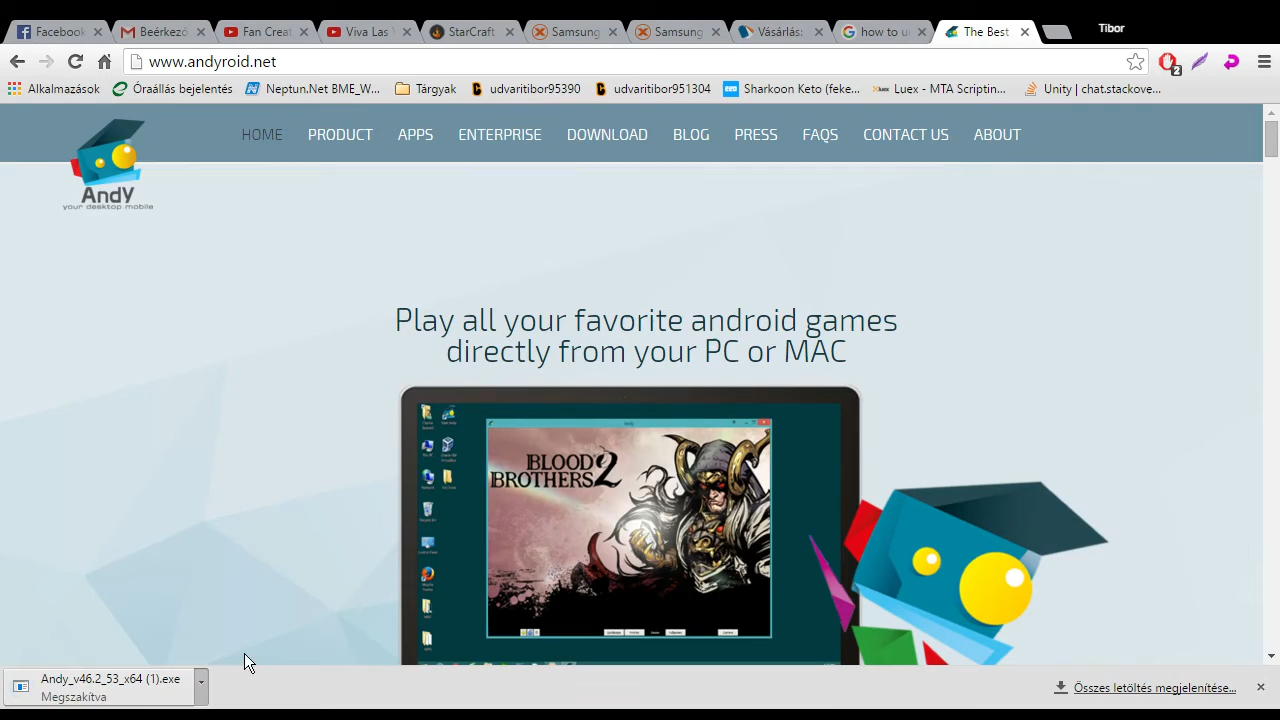 Facebook
Beérkező
Far Creat
Viva Las
StarCraft
Samsung
Samsung
Vásárlás:
how to u
The Best
Tibor
www.andyroid.net
2
Alkalmazások
Óraállás bejelentés
Neptun.Net BME_W...
Tárgyak
udvaritibor95390
udvaritibor951304
Sharkoon Keto (feke...
Luex - MTA Scriptin...
Unity | chat.stackove...
HOME PRODUCT APPS ENTERPRISE DOWNLOAD BLOG PRESS FAQS CONTACT US ABOUT
Andy
your desktop mobile
Play all your favorite android games
directly from your PC or MAC
BLOOD
BROTHERS 2
Andy_v46.2_53_x64 (1).exe
Megszakítva
Összes letöltés megjelenítése...